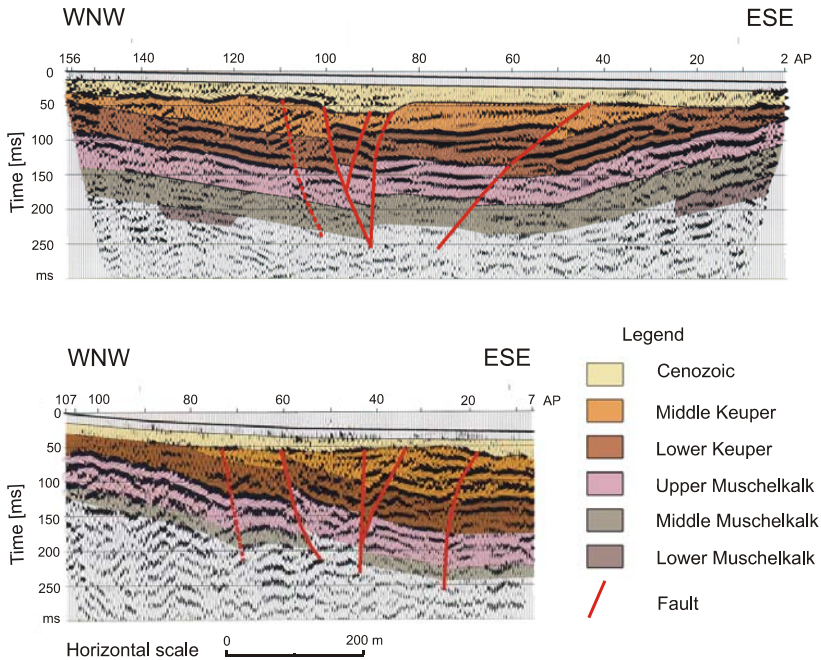 WNW ESE
156 140 120 100 80 60 40 20 2 AP
0
50
100
150
200
250
ms
Time [ms]
WNW ESE
107 100 80 60 40 20 7 AP
0
50
100
150
200
250
ms
Time [ms]
Horizontal scale 0 200 m
Legend
Cenozoic
Middle Keuper
Lower Keuper
Upper Muschelkalk
Middle Muschelkalk
Lower Muschelkalk
Fault